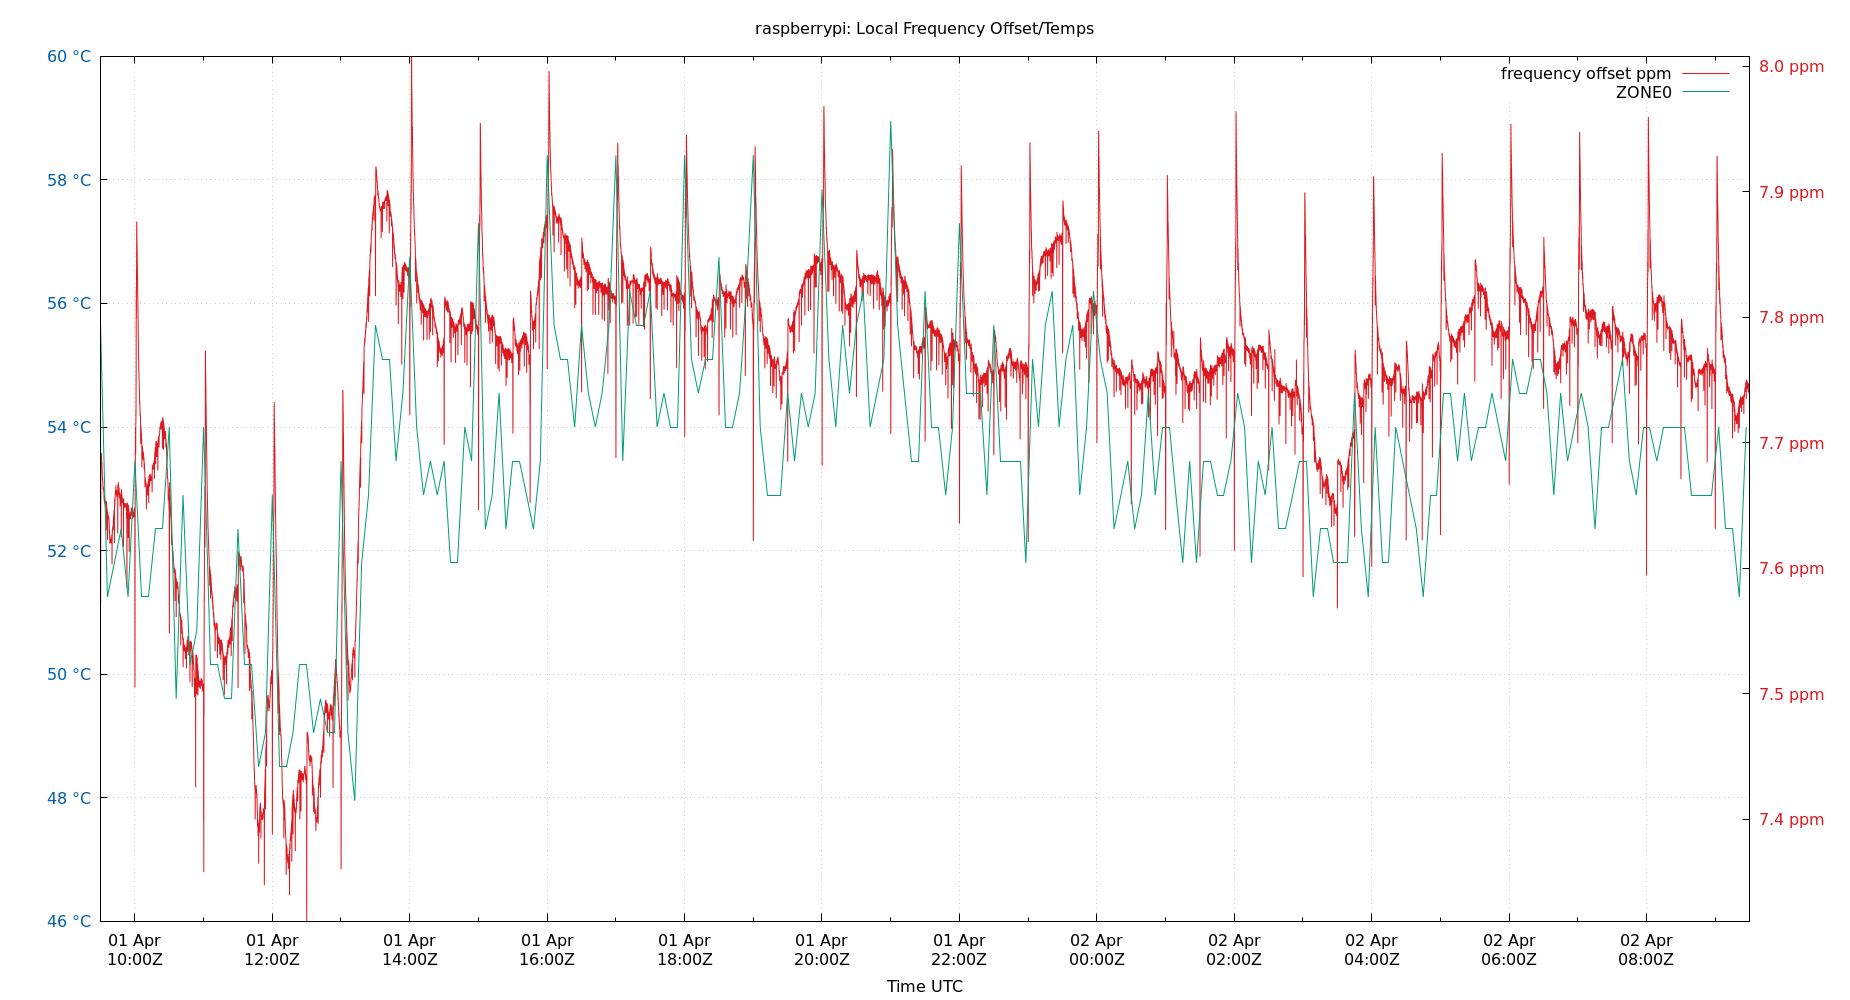 raspberrypi: Local Frequency Offset/Temps
60 °C
58 °C
56 °C
54 °C
52 °C
50 °C
48 °C
46 °C
frequency offset ppm
ZONE0
8.0 ppm
7.9 ppm
7.8 ppm
7.7 ppm
7.6 ppm
7.5 ppm
7.4 ppm
01 Apr 01 Apr 01 Apr 01 Apr 01 Apr 01 Apr 01 Apr 02 Apr 02 Apr 02 Apr 02 Apr 02 Apr
10:00Z 12:00Z 14:00Z 16:00Z 18:00Z 20:00Z 22:00Z 00:00Z 02:00Z 04:00Z 06:00Z 08:00Z
Time UTC